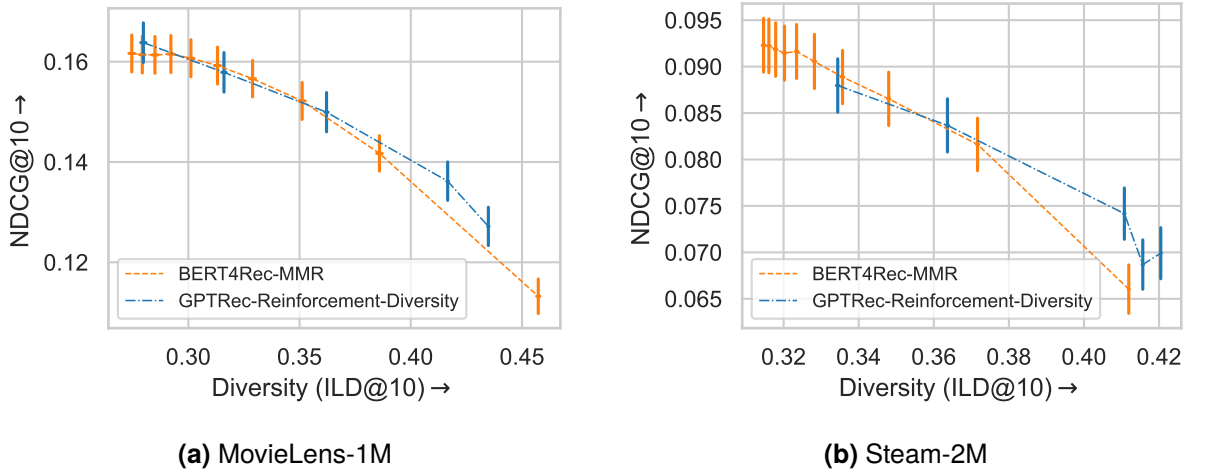 NDCG@10 →
0.16
0.14
0.12
BERT4Rec-MMR
GPTRec-Reinforcement-Diversity
0.30 0.35 0.40 0.45
Diversity (ILD@10) →
(a) MovieLens-1M
NDCG@10 →
0.095
0.090
0.085
0.080
0.075
0.070
0.065
BERT4Rec-MMR
GPTRec-Reinforcement-Diversity
0.32 0.34 0.36 0.38 0.40 0.42
Diversity (ILD@10) →
(b) Steam-2M